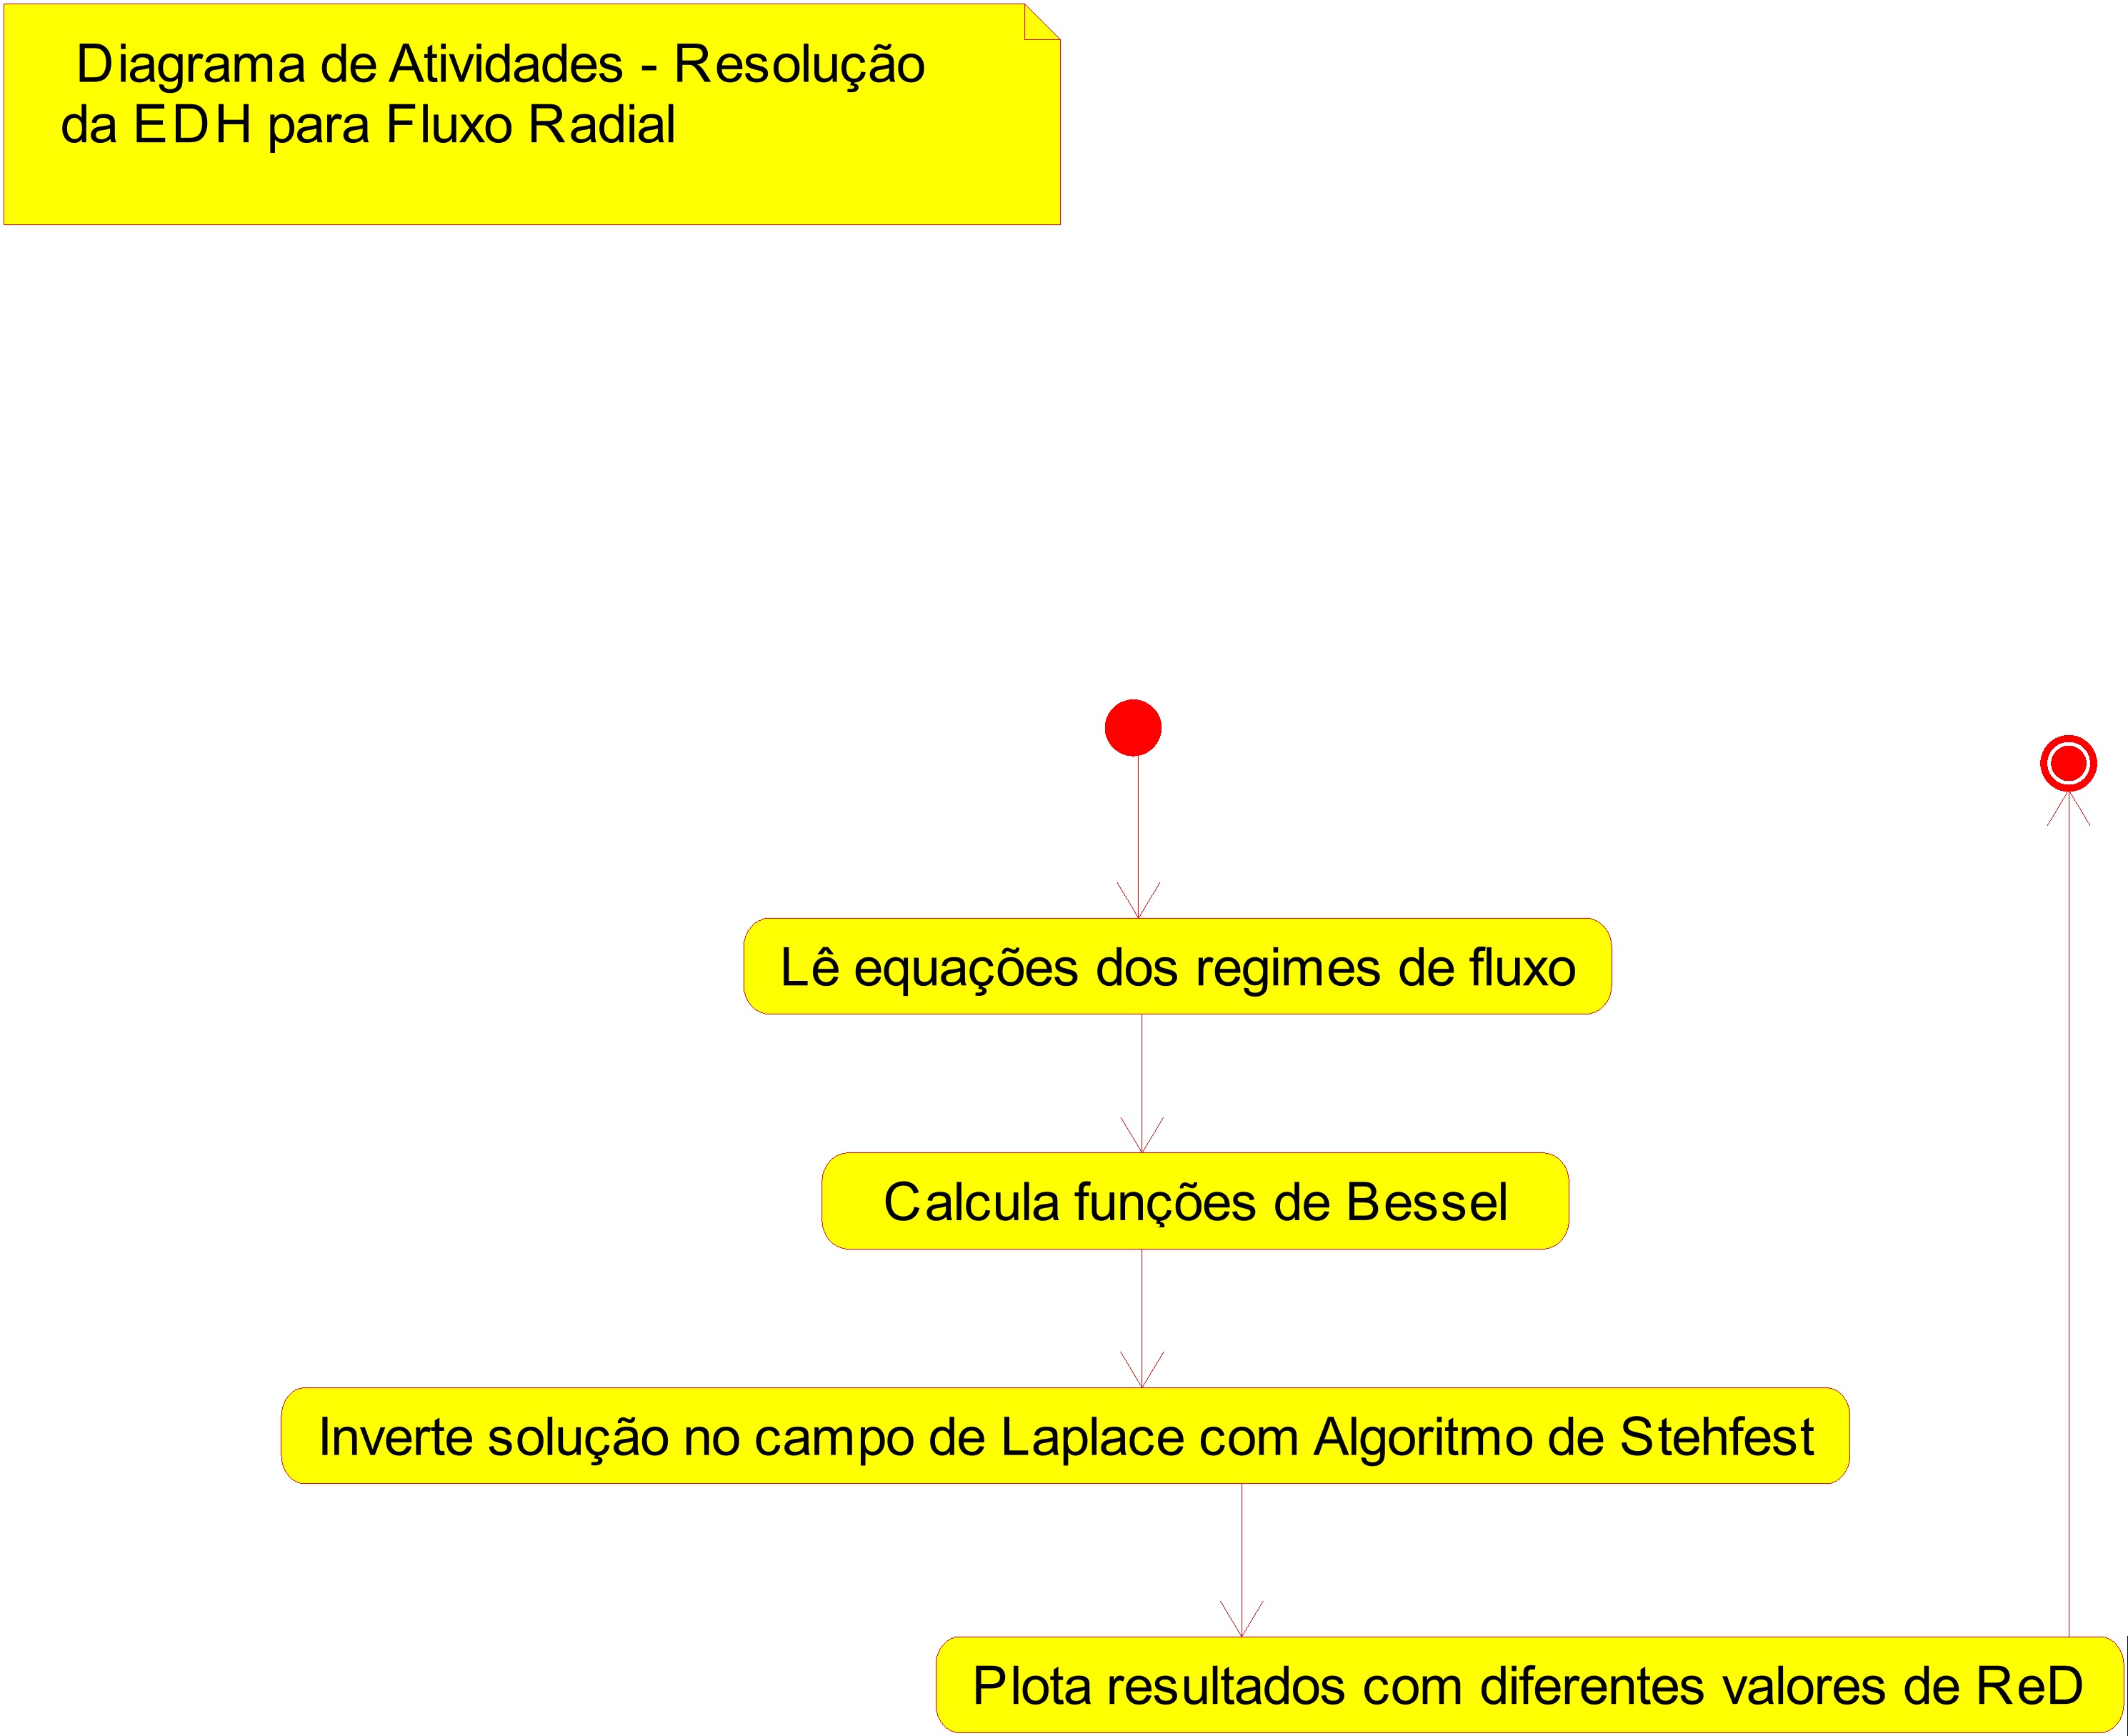 Diagrama de Atividades - Resolução
da EDH para Fluxo Radial
Lê equações dos regimes de fluxo
Calcula funções de Bessel
Inverte solução no campo de Laplace com Algoritmo de Stehfest
Plota resultados com diferentes valores de ReD